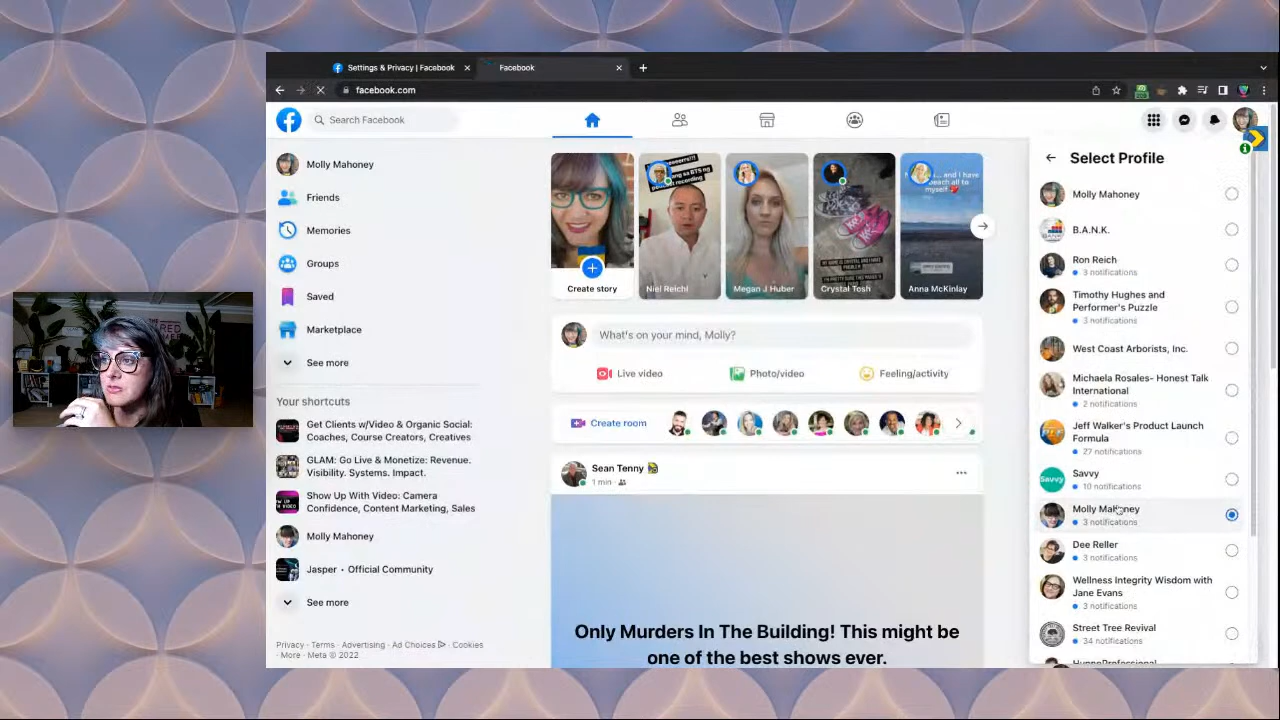 Settings & Privacy | Facebook
Facebook
facebook.com
Search Facebook
Molly Mahoney
Friends
Memories
Groups
Saved
Marketplace
See more
Your shortcuts
Get Clients w/Video & Organic Social:
Coaches, Course Creators, Creatives
GLAM: Go Live & Monetize: Revenue.
Visibility. Systems. Impact.
Show Up With Video: Camera
Confidence, Content Marketing, Sales
Molly Mahoney
Jasper • Official Community
See more
Privacy · Terms · Advertising · Ad Choices · Cookies
· More · Meta © 2022
Create story
Niel Reichl
Megan J Huber
Crystal Tosh
Anna McKinlay
What's on your mind, Molly?
Live video
Photo/video
Feeling/activity
Create room
Sean Tenny
1 min ·
Only Murders In The Building! This might be
one of the best shows ever.
Select Profile
Molly Mahoney
B.A.N.K.
Ron Reich
3 notifications
Timothy Hughes and
Performer's Puzzle
3 notifications
West Coast Arborists, Inc.
Michaela Rosales- Honest Talk
International
2 notifications
Jeff Walker's Product Launch
Formula
27 notifications
Savvy
10 notifications
Molly Mahoney
3 notifications
Dee Reller
3 notifications
Wellness Integrity Wisdom with
Jane Evans
3 notifications
Street Tree Revival
34 notifications